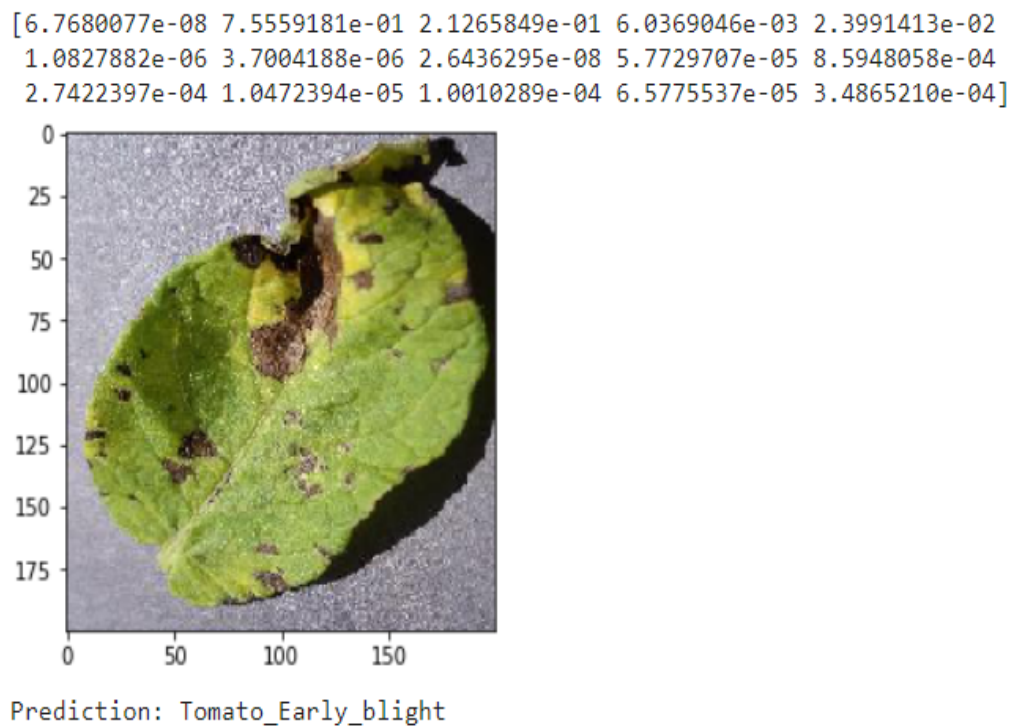 [6.7680077e-08 7.5559181e-01 2.1265849e-01 6.0369046e-03 2.3991413e-02
1.0827882e-06 3.7004188e-06 2.6436295e-08 5.7729707e-05 8.5948058e-04
2.7422397e-04 1.0472394e-05 1.0010289e-04 6.5775537e-05 3.4865210e-04]
0
25
50
75
100
125
150
175
0 50 100 150
Prediction: Tomato_Early_blight